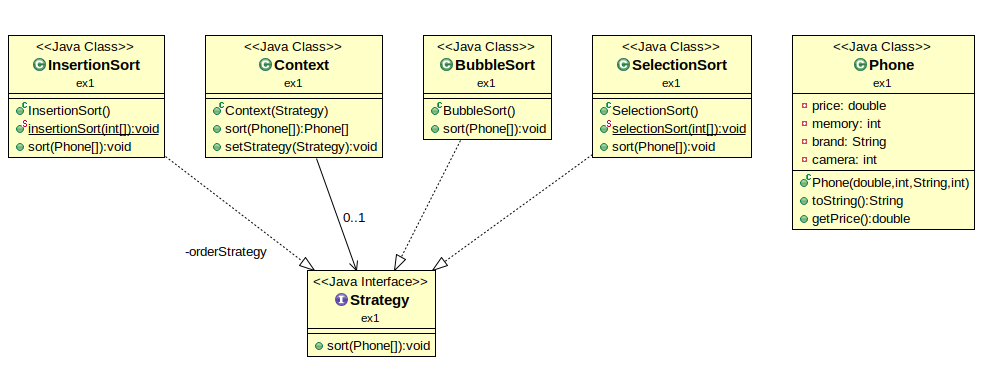 <<Java Class>>
InsertionSort
ex1
InsertionSort()
insertionSort(int[]):void
sort(Phone[]):void
<<Java Class>>
Context
ex1
Context(Strategy)
sort(Phone[]):Phone[]
setStrategy(Strategy):void
<<Java Class>>
BubbleSort
ex1
BubbleSort()
sort(Phone[]):void
<<Java Class>>
SelectionSort
ex1
SelectionSort()
selectionSort(int[]):void
sort(Phone[]):void
<<Java Class>>
Phone
ex1
price: double
memory: int
brand: String
camera: int
Phone(double,int,String,int)
toString():String
getPrice():double
0..1
-orderStrategy
<<Java Interface>>
Strategy
ex1
sort(Phone[]):void